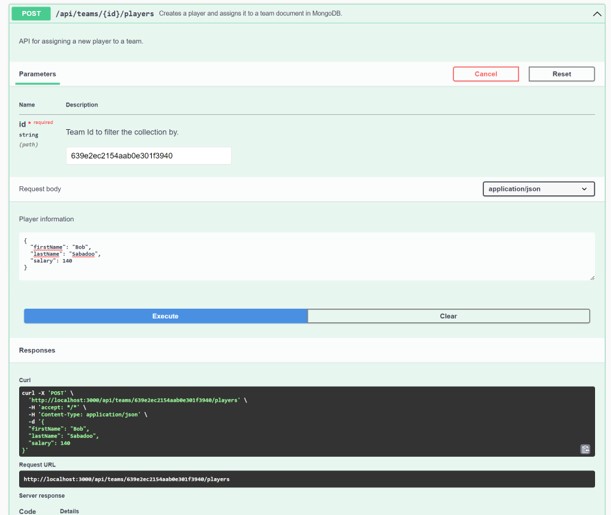 POST /api/teams/{id}/players Creates a player and assigns it to a team document in MongoDB.
API for assigning a new player to a team.
Parameters Cancel Reset
Name Description
id * required
string
(path)
Team Id to filter the collection by.
639e2ec2154aab0e301f3940
Request body application/json
Player information
{
"firstName": "Bob",
"lastName": "Sabadoo",
"salary": 140
}
Execute Clear
Responses
Curl
curl -X 'POST' \
'http://localhost:3000/api/teams/639e2ec2154aab0e301f3940/players' \
-H 'accept: */*' \
-H 'Content-Type: application/json' \
-d '{
"firstName": "Bob",
"lastName": "Sabadoo",
"salary": 140
}'
Request URL
http://localhost:3000/api/teams/639e2ec2154aab0e301f3940/players
Server response
Code Details